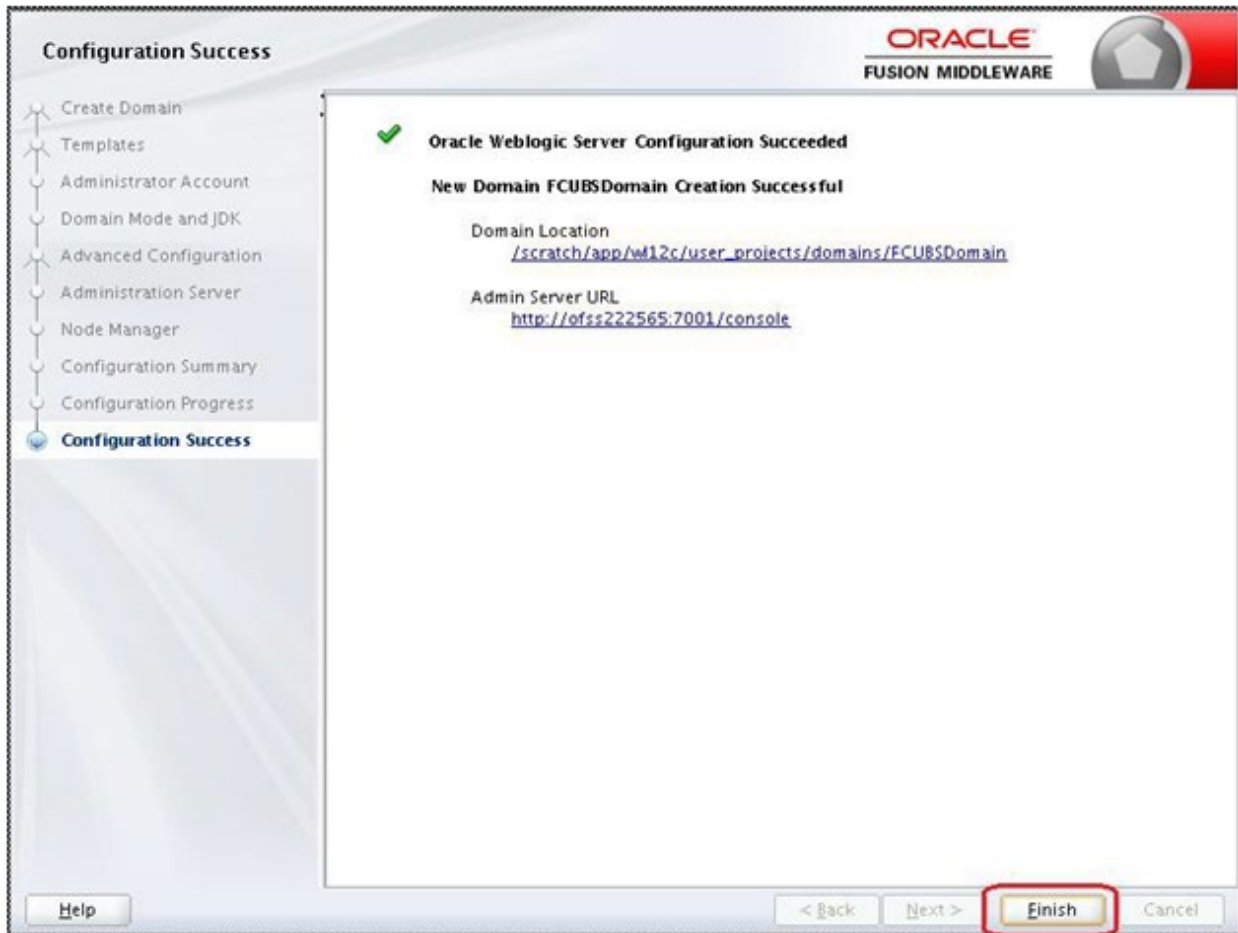 Configuration Success
ORACLE
FUSION MIDDLEWARE
Create Domain
Templates
Administrator Account
Domain Mode and JDK
Advanced Configuration
Administration Server
Node Manager
Configuration Summary
Configuration Progress
Configuration Success
Oracle Weblogic Server Configuration Succeeded
New Domain FCUBSDomain Creation Successful
Domain Location
/scratch/app/wl12c/user_projects/domains/FCUBSDomain
Admin Server URL
http://ofss222565:7001/console
Help
< Back
Next >
Finish
Cancel